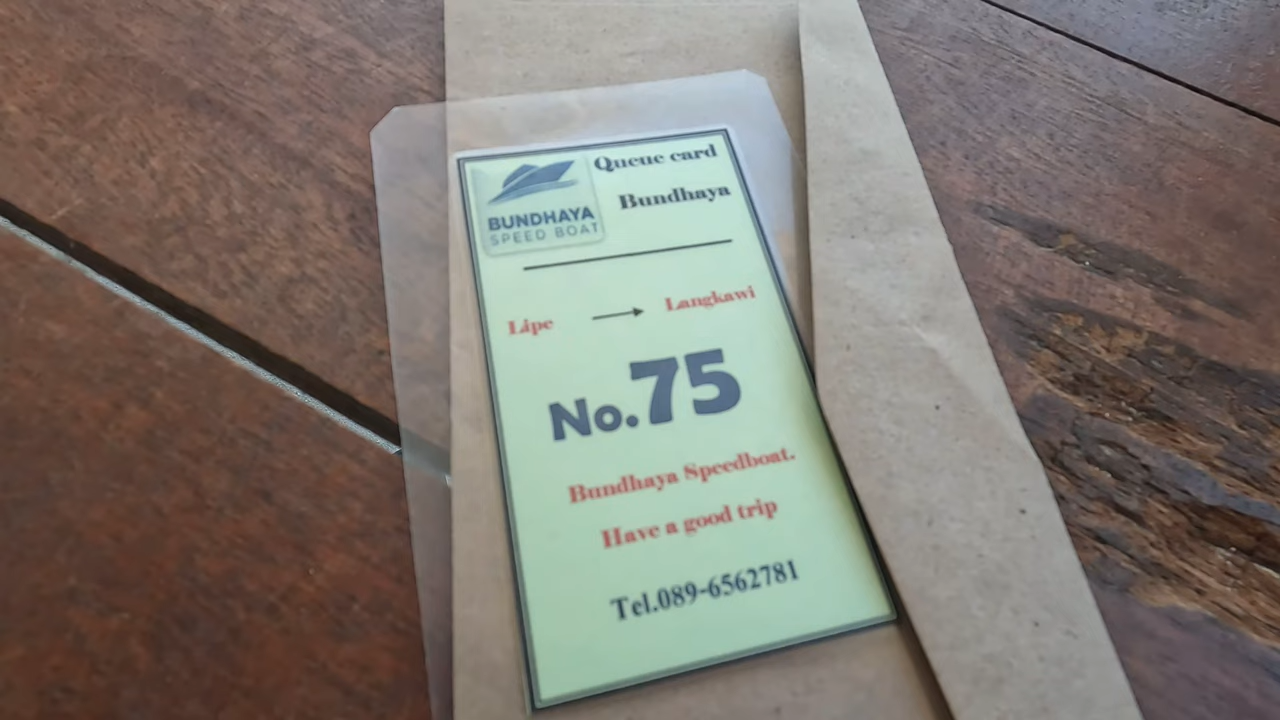 Queue card
BUNDHAYA
SPEED BOAT
Bundhaya
Lipe → Langkawi
No.75
Bundhaya Speedboat.
Have a good trip
Tel.089-6562781